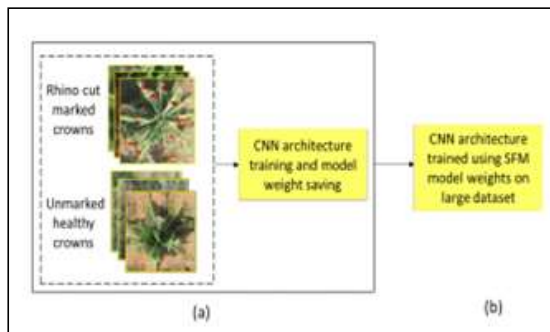 Rhino cut
marked
crowns
Unmarked
healthy
crowns
CNN architecture
training and model
weight saving
CNN architecture
trained using SFM
model weights on
large dataset
(a)
(b)